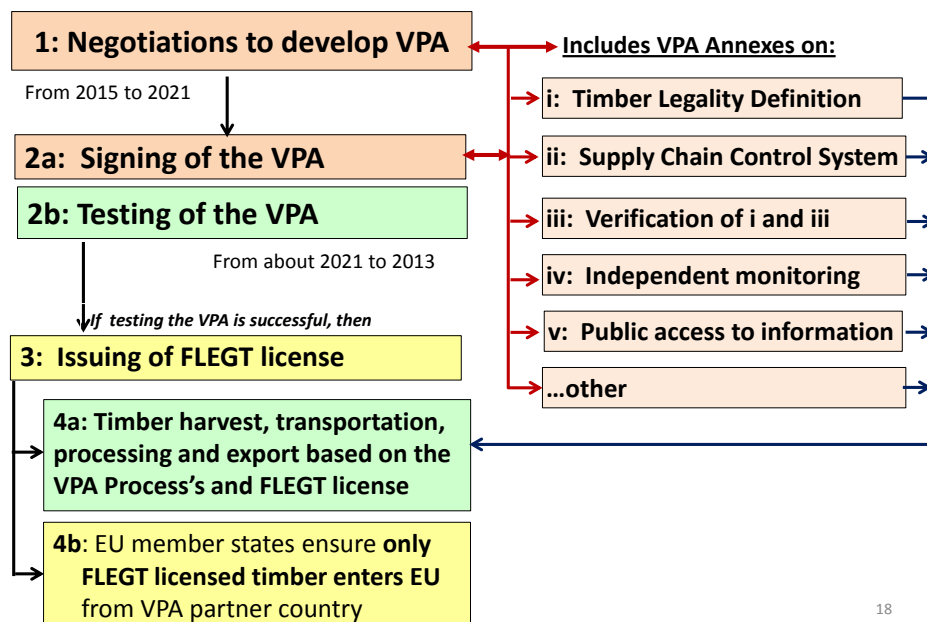 1: Negotiations to develop VPA
Includes VPA Annexes on:
From 2015 to 2021
i: Timber Legality Definition
2a: Signing of the VPA
ii: Supply Chain Control System
2b: Testing of the VPA
iii: Verification of i and iii
From about 2021 to 2013
iv: Independent monitoring
If testing the VPA is successful, then
v: Public access to information
3: Issuing of FLEGT license
...other
4a: Timber harvest, transportation,
processing and export based on the
VPA Process's and FLEGT license
4b: EU member states ensure only
FLEGT licensed timber enters EU
from VPA partner country
18